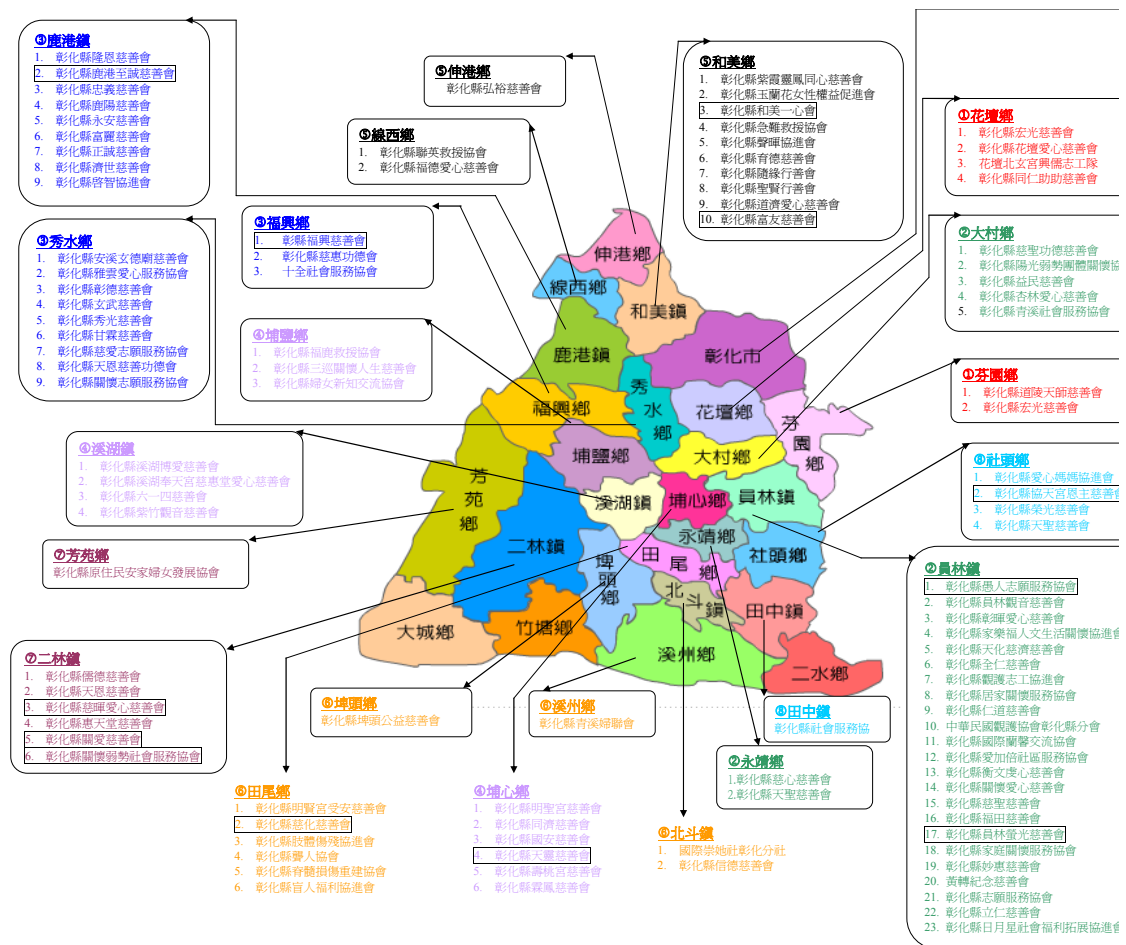 ③鹿港鎮
1. 彰化縣隆恩慈善會
2. 彰化縣鹿港至誠慈善會
3. 彰化縣忠義慈善會
4. 彰化縣鹿陽慈善會
5. 彰化縣永安慈善會
6. 彰化縣富麗慈善會
7. 彰化縣正誠慈善會
8. 彰化縣濟世慈善會
9. 彰化縣啓智協進會
⑤伸港鄉
彰化縣弘裕慈善會
⑤線西鄉
1. 彰化縣聯英救援協會
2. 彰化縣福德愛心慈善會
⑤和美鄉
1. 彰化縣紫霞靈鳳同心慈善會
2. 彰化縣玉蘭花女性權益促進會
3. 彰化縣和美一心會
4. 彰化縣急難救援協會
5. 彰化縣聲暉協進會
6. 彰化縣育德慈善會
7. 彰化縣隨緣行善會
8. 彰化縣聖賢行善會
9. 彰化縣道濟愛心慈善會
10. 彰化縣富友慈善會
①花壇鄉
1. 彰化縣宏光慈善會
2. 彰化縣花壇愛心慈善會
3. 花壇北玄宮興儒志工隊
4. 彰化縣同仁助助慈善會
③秀水鄉
1. 彰化縣安溪玄德廟慈善會
2. 彰化縣雅雲愛心服務協會
3. 彰化縣彰德慈善會
4. 彰化縣玄武慈善會
5. 彰化縣秀光慈善會
6. 彰化縣甘霖慈善會
7. 彰化縣慈愛志願服務協會
8. 彰化縣天恩慈善功德會
9. 彰化縣關懷志願服務協會
③福興鄉
1. 彰縣福興慈善會
2. 彰化縣慈惠功德會
3. 十全社會服務協會
②大村鄉
1. 彰化縣慈聖功德慈善會
2. 彰化縣陽光弱勢團體關懷協
3. 彰化縣益民慈善會
4. 彰化縣杏林愛心慈善會
5. 彰化縣青溪社會服務協會
④埔鹽鄉
1. 彰化縣福鹿救援協會
2. 彰化縣三巡關懷人生慈善會
3. 彰化縣婦女新知交流協會
①芬園鄉
1. 彰化縣道陵天師慈善會
2. 彰化縣宏光慈善會
④溪湖鎮
1. 彰化縣溪湖博愛慈善會
2. 彰化縣溪湖奉天宮慈惠堂愛心慈善會
3. 彰化縣六一四慈善會
4. 彰化縣紫竹觀音慈善會
⑧社頭鄉
1. 彰化縣愛心媽媽協進會
2. 彰化縣協天宮恩主慈善會
3. 彰化縣榮光慈善會
4. 彰化縣天聖慈善會
⑦芳苑鄉
彰化縣原住民安家婦女發展協會
伸港鄉
線西鄉
和美鎮
鹿港鎮
彰化市
秀水鄉
福興鄉
花壇鄉
芬園鄉
埔鹽鄉
大村鄉
芳苑鄉
溪湖鎮
埔心鄉
員林鎮
永靖鄉
二林鎮
田尾鄉
社頭鄉
埤頭鄉
北斗鎮
田中鎮
大城鄉
竹塘鄉
溪州鄉
二水鄉
②員林鎮
1. 彰化縣愚人志願服務協會
2. 彰化縣員林觀音慈善會
3. 彰化縣彰暉愛心慈善會
4. 彰化縣家樂福人文生活關懷協進會
5. 彰化縣天化慈濟慈善會
6. 彰化縣全仁慈善會
7. 彰化縣觀護志工協進會
8. 彰化縣居家關懷服務協會
9. 彰化縣仁道慈善會
10. 中華民國觀護協會彰化縣分會
11. 彰化縣國際蘭馨交流協會
12. 彰化縣愛加倍社區服務協會
13. 彰化縣衡文虔心慈善會
14. 彰化縣關懷愛心慈善會
15. 彰化縣慈聖慈善會
16. 彰化縣福田慈善會
17. 彰化縣員林螢光慈善會
18. 彰化縣家庭關懷服務協會
19. 彰化縣妙惠慈善會
20. 黃轉紀念慈善會
21. 彰化縣志願服務協會
22. 彰化縣立仁慈善會
23. 彰化縣日月星社會福利拓展協進會
⑦二林鎮
1. 彰化縣儒德慈善會
2. 彰化縣天恩慈善會
3. 彰化縣慈暉愛心慈善會
4. 彰化縣惠天堂慈善會
5. 彰化縣關愛慈善會
6. 彰化縣關懷弱勢社會服務協會
⑥埤頭鄉
彰化縣埤頭公益慈善會
⑥溪州鄉
彰化縣青溪婦聯會
⑧田中鎮
彰化縣社會服務協
②永靖鄉
1.彰化縣慈心慈善會
2.彰化縣天聖慈善會
⑥田尾鄉
1. 彰化縣明賢宮受安慈善會
2. 彰化縣慈化慈善會
3. 彰化縣肢體傷殘協進會
4. 彰化縣聾人協會
5. 彰化縣脊髓損傷重建協會
6. 彰化縣盲人福利協進會
④埔心鄉
1. 彰化縣明聖宮慈善會
2. 彰化縣同濟慈善會
3. 彰化縣國安慈善會
4. 彰化縣天靈慈善會
5. 彰化縣壽桃宮慈善會
6. 彰化縣霖鳳慈善會
⑥北斗鎮
1. 國際崇她社彰化分社
2. 彰化縣信德慈善會